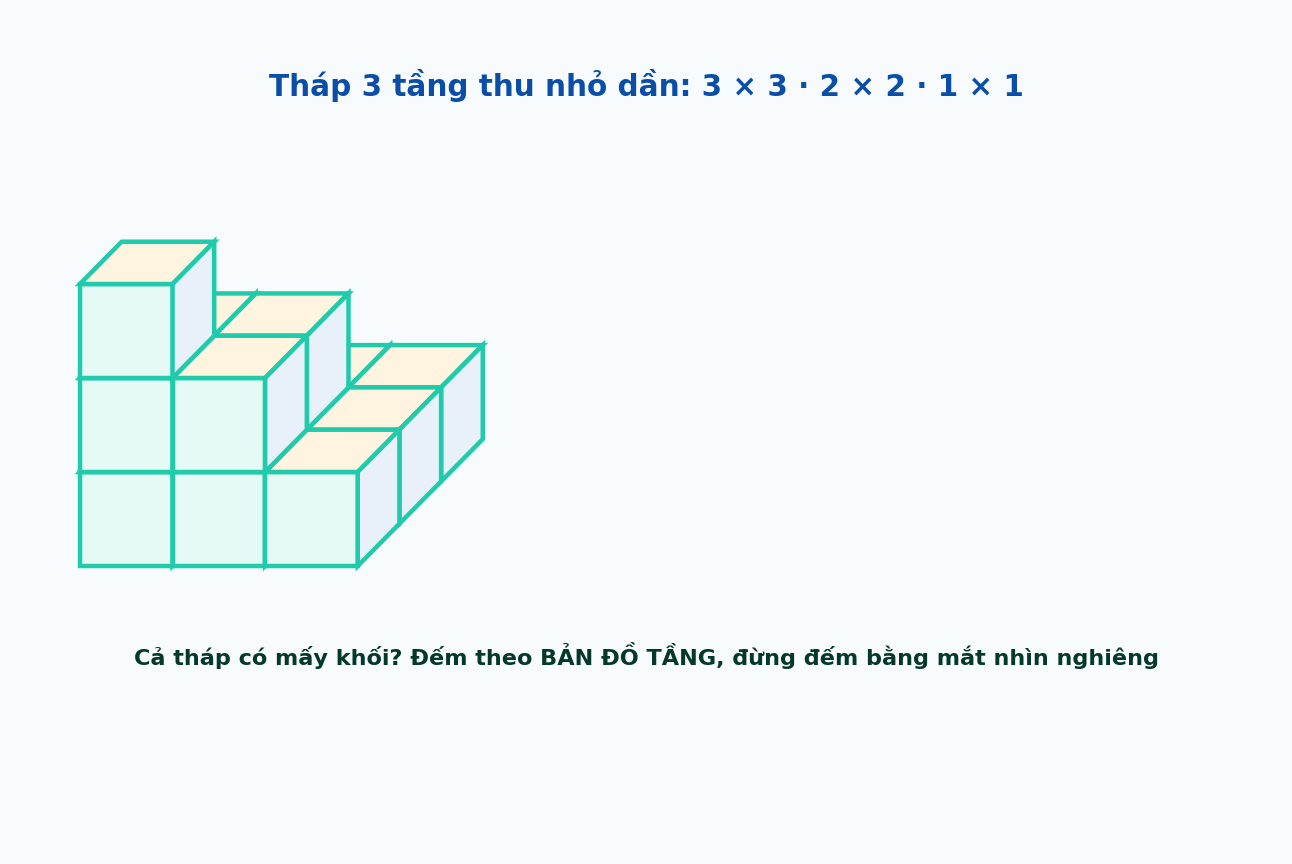 Tháp 3 tầng thu nhỏ dần: 3 × 3 · 2 × 2 · 1 × 1
Cả tháp có mấy khối? Đếm theo BẢN ĐỒ TẦNG, đừng đếm bằng mắt nhìn nghiêng